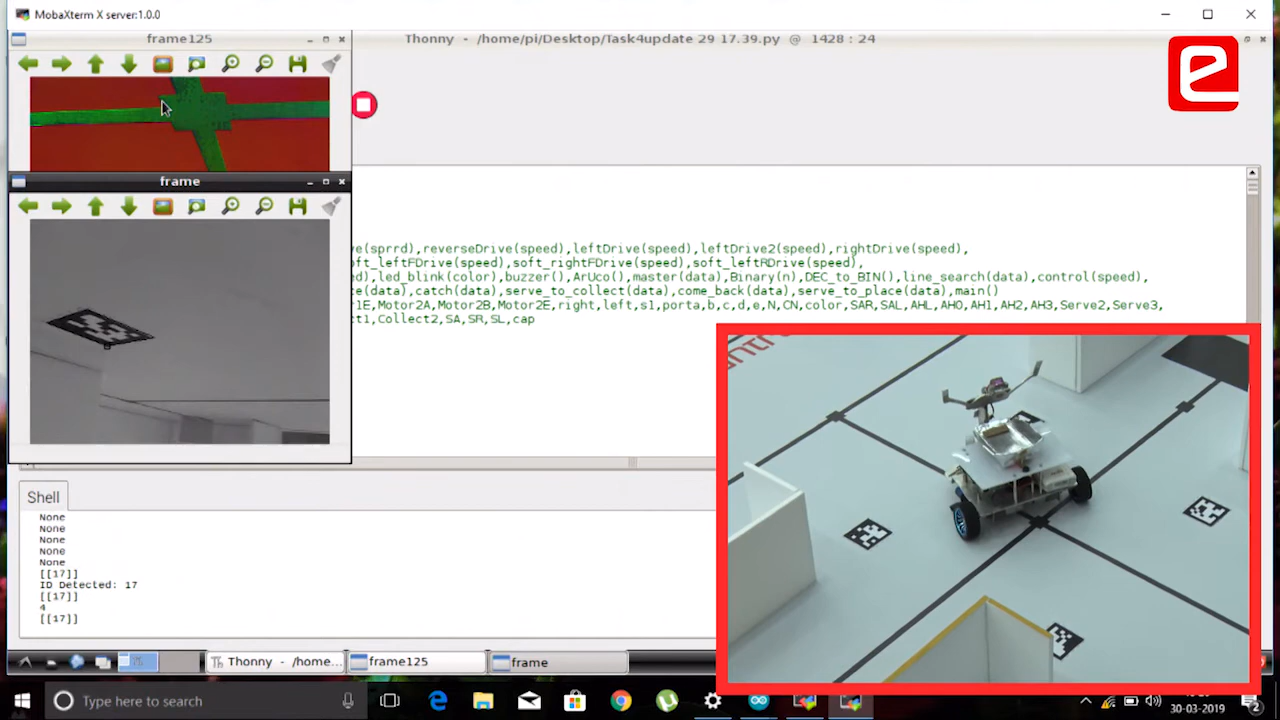 MobaXterm X server:1.0.0
frame125
Thonny - /home/pi/Desktop/Task4update 29 17.39.py @ 1428 : 24
e
frame
(sprrd),reverseDrive(speed),leftDrive(speed),leftDrive2(speed),rightDrive(speed),
oft_leftFDrive(speed),soft_rightFDrive(speed),soft_leftRDrive(speed),
ed),led_blink(color),buzzer(),ArUco(),master(data),Binary(n),DEC_to_BIN(),line_search(data),control(speed),
(data),catch(data),serve_to_collect(data),come_back(data),serve_to_place(data),main()
1E,Motor2A,Motor2B,Motor2E,right,left,s1,porta,b,c,d,e,N,CN,color,SAR,SAL,AHL,AH0,AH1,AH2,AH3,Serve2,Serve3,
ct1,Collect2,SA,SR,SL,cap
Shell
None
None
None
None
None
[[17]]
ID Detected: 17
[[17]]
4
[[17]]
Thonny - /home...
frame125
frame
Type here to search
30-03-2019
2